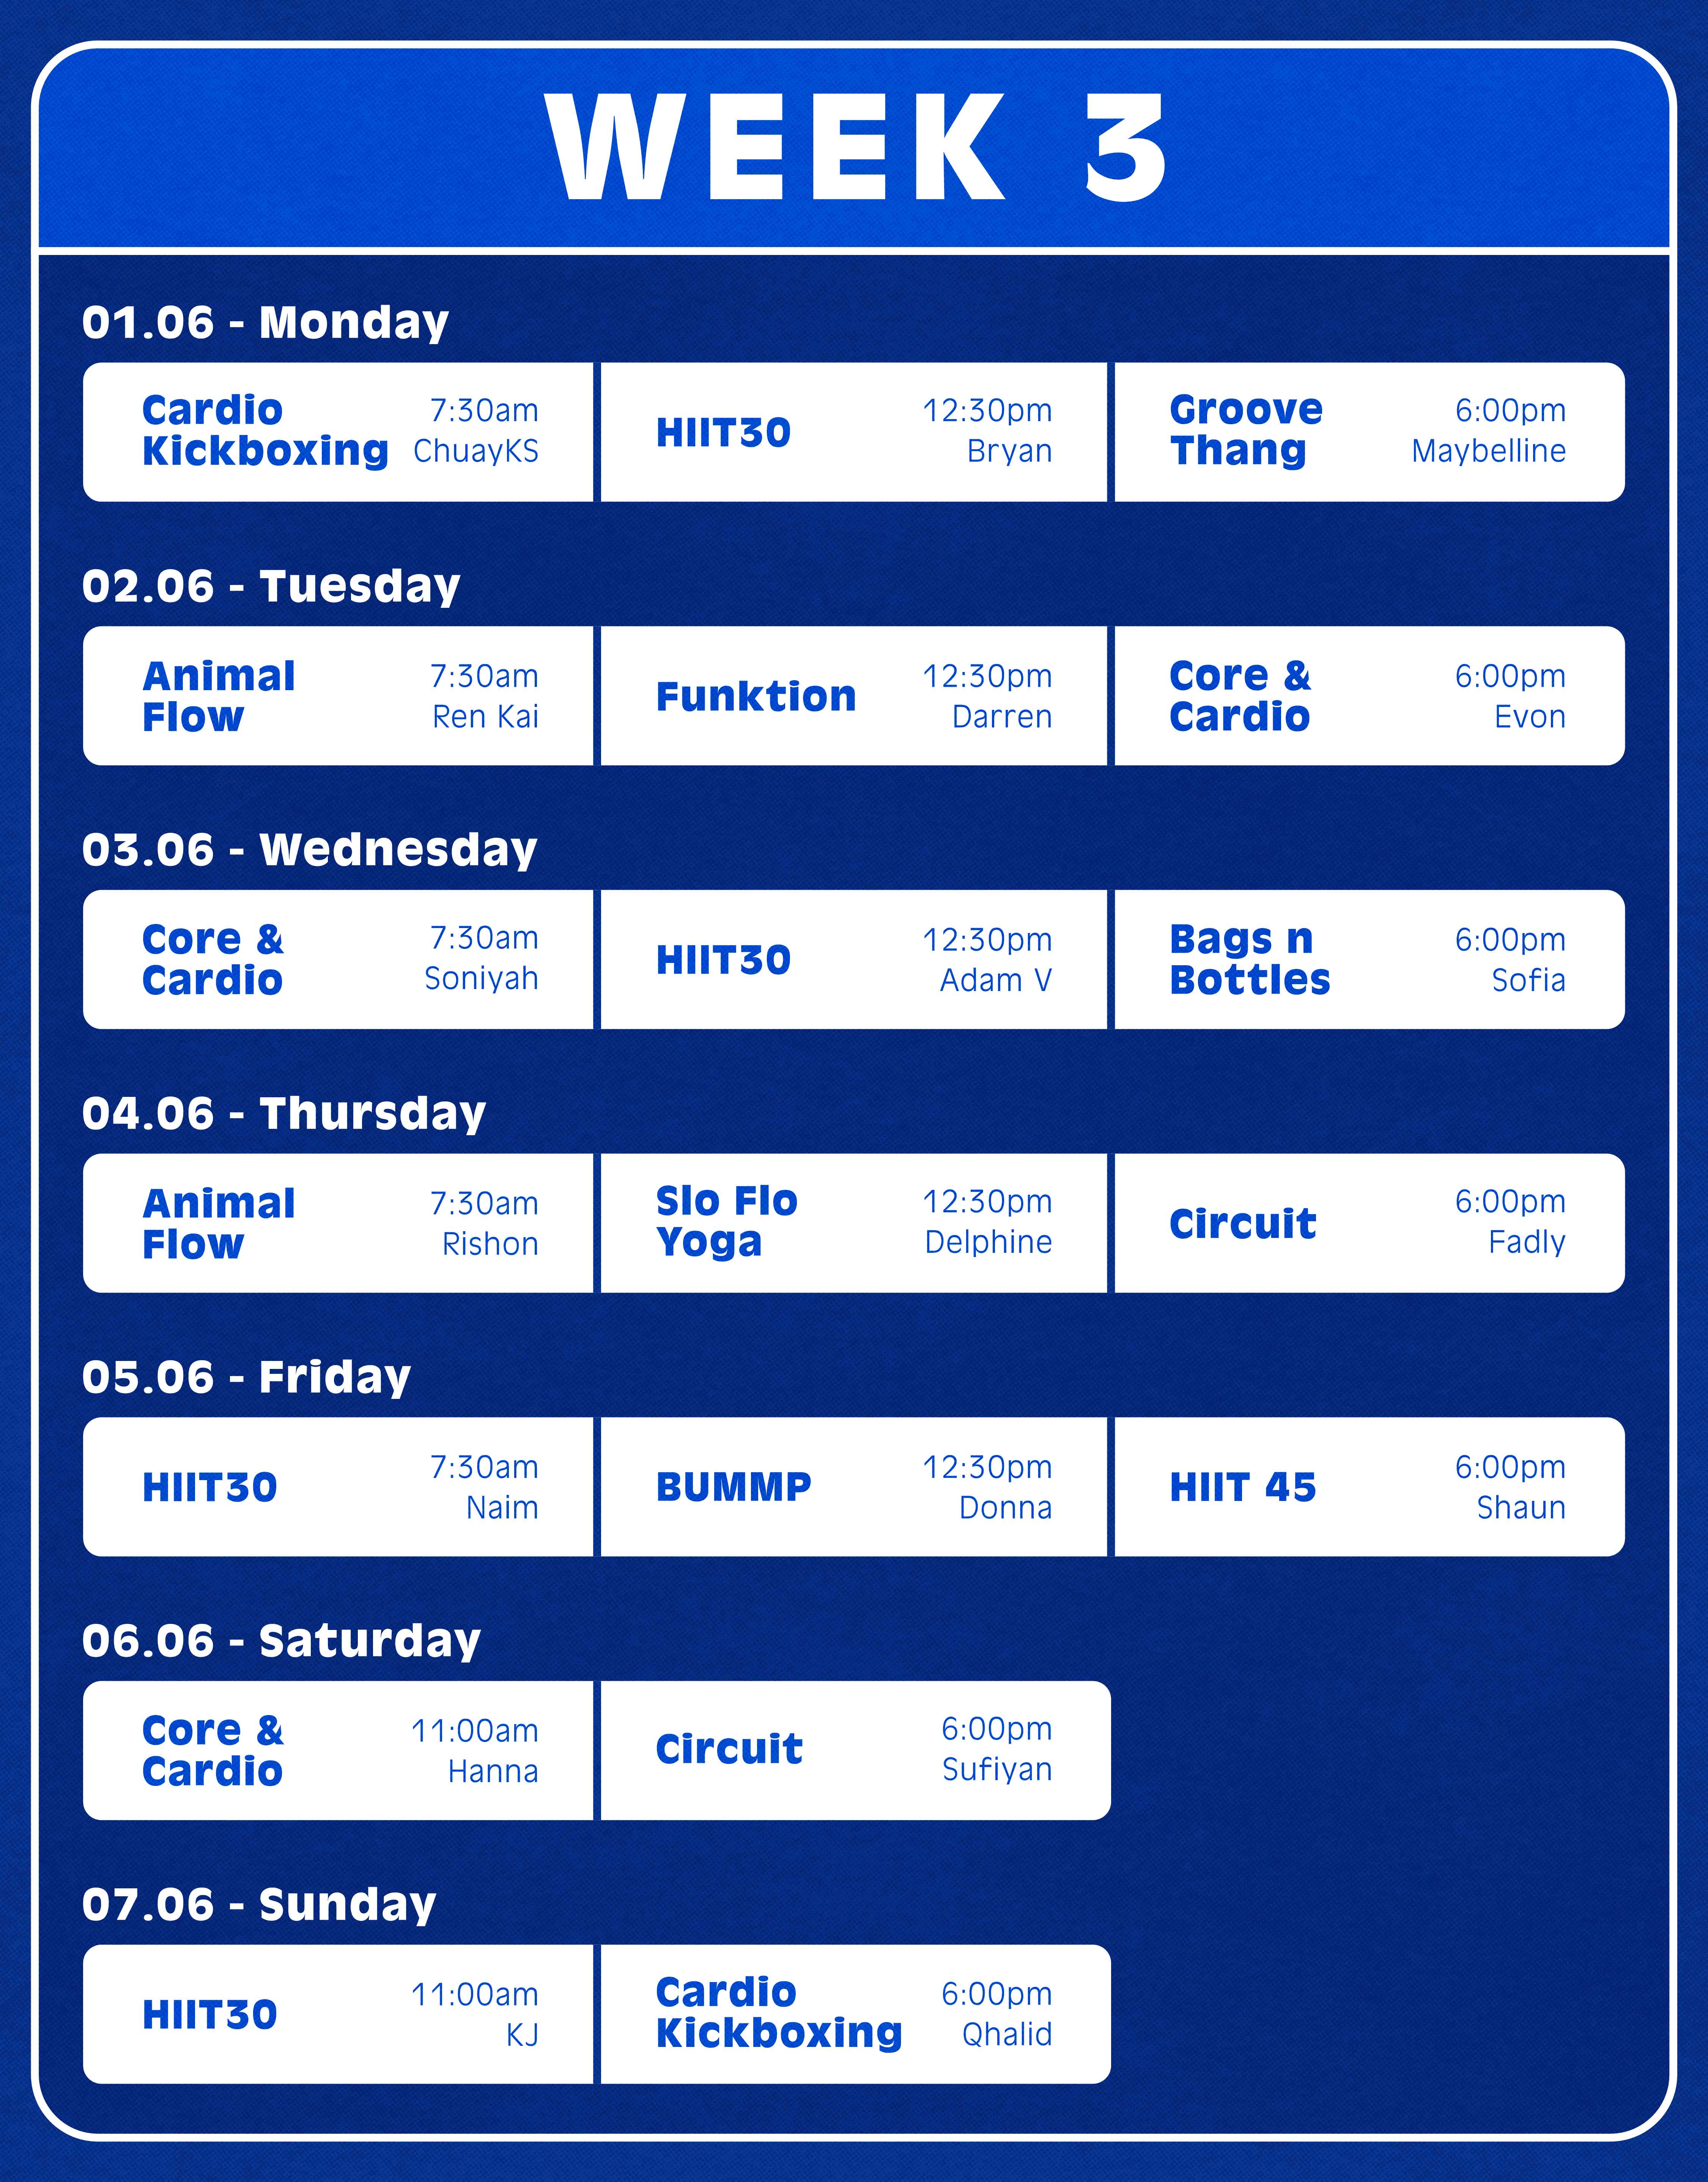 WEEK 3
01.06 - Monday
Cardio
Kickboxing
7:30am
ChuayKS
HIIT30
12:30pm
Bryan
Groove
Thang
6:00pm
Maybelline
02.06 - Tuesday
Animal
Flow
7:30am
Ren Kai
Funktion
12:30pm
Darren
Core &
Cardio
6:00pm
Evon
03.06 - Wednesday
Core &
Cardio
7:30am
Soniyah
HIIT30
12:30pm
Adam V
Bags n
Bottles
6:00pm
Sofia
04.06 - Thursday
Animal
Flow
7:30am
Rishon
Slo Flo
Yoga
12:30pm
Delphine
Circuit
6:00pm
Fadly
05.06 - Friday
HIIT30
7:30am
Naim
BUMMP
12:30pm
Donna
HIIT 45
6:00pm
Shaun
06.06 - Saturday
Core &
Cardio
11:00am
Hanna
Circuit
6:00pm
Sufiyan
07.06 - Sunday
HIIT30
11:00am
KJ
Cardio
Kickboxing
6:00pm
Qhalid